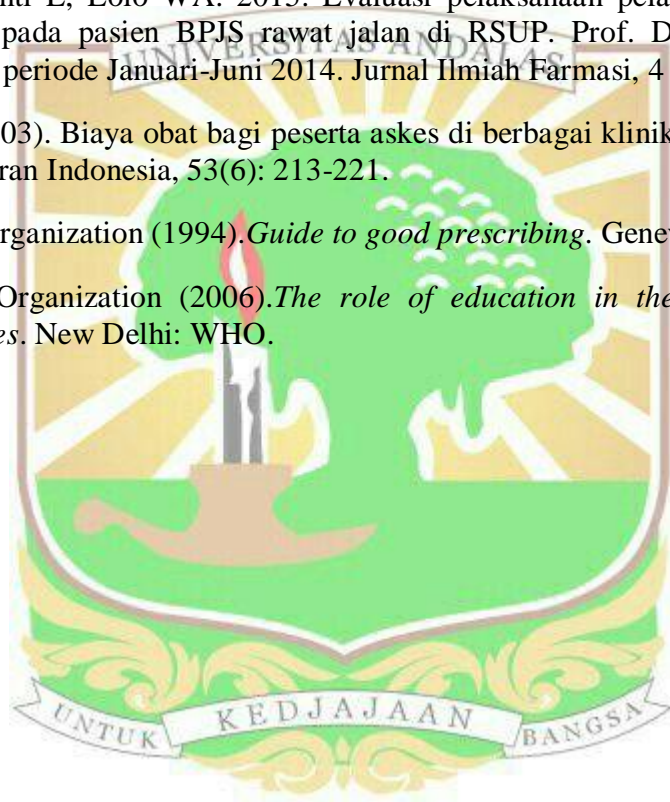 Lolo WA. 2015. Evaluasi pelaksanaan pela
pada pasien BPJS rawat jalan di RSUP. Prof. D
UNIVERSITAS ANDALAS
periode Januari-Juni 2014. Jurnal Ilmiah Farmasi, 4
03). Biaya obat bagi peserta askes di berbagai klinik
ran Indonesia, 53(6): 213-221.
rganization (1994).Guide to good prescribing. Gene
Organization (2006).The role of education in the
es. New Delhi: WHO.
UNTUK KEDJAJAAN BANGSA